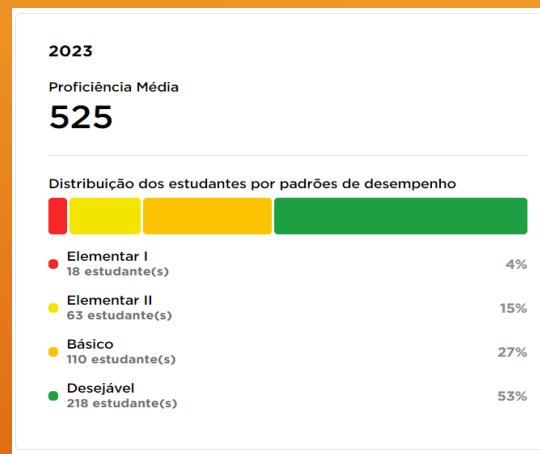 2023
Proficiência Média
525
Distribuição dos estudantes por padrões de desempenho
Elementar I
18 estudante(s)
4%
Elementar II
63 estudante(s)
15%
Básico
110 estudante(s)
27%
Desejável
218 estudante(s)
53%